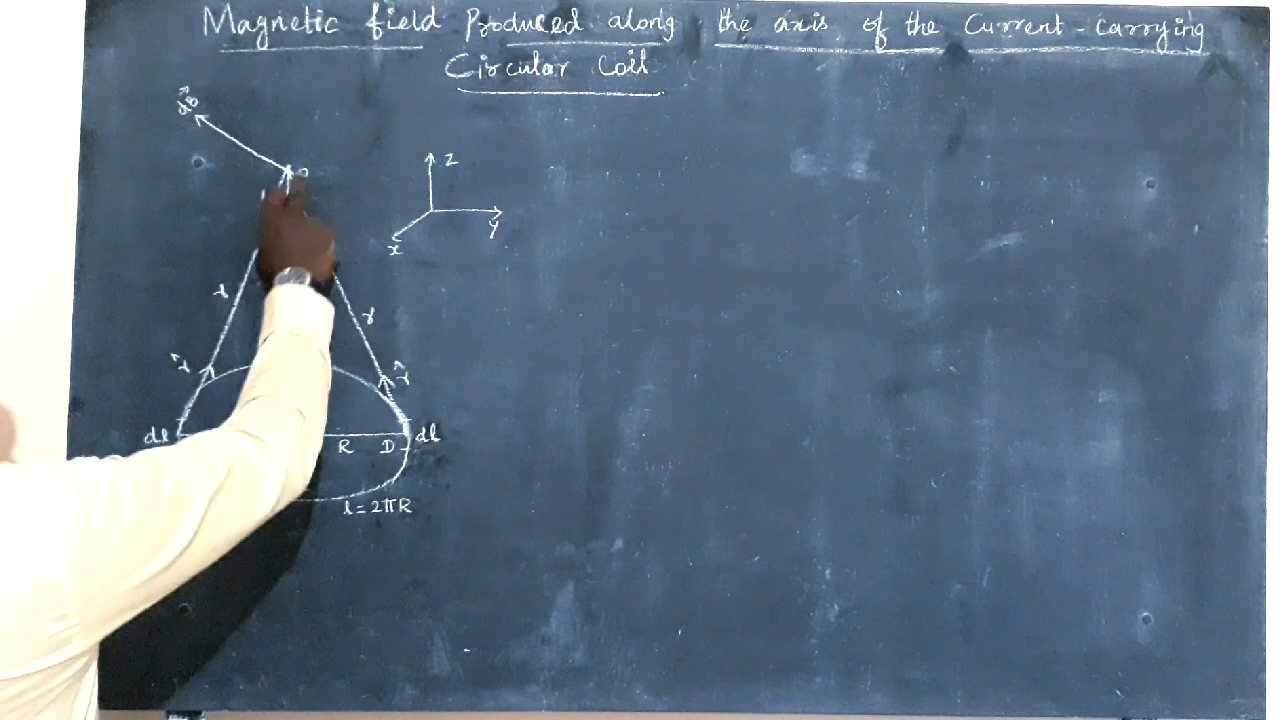 Magnetic field Produced along the axis of the Current-Carrying
Circular Coil
dB
Z
Y
x
r
r
r̂
r̂
dl
R
D
dl
l = 2πR